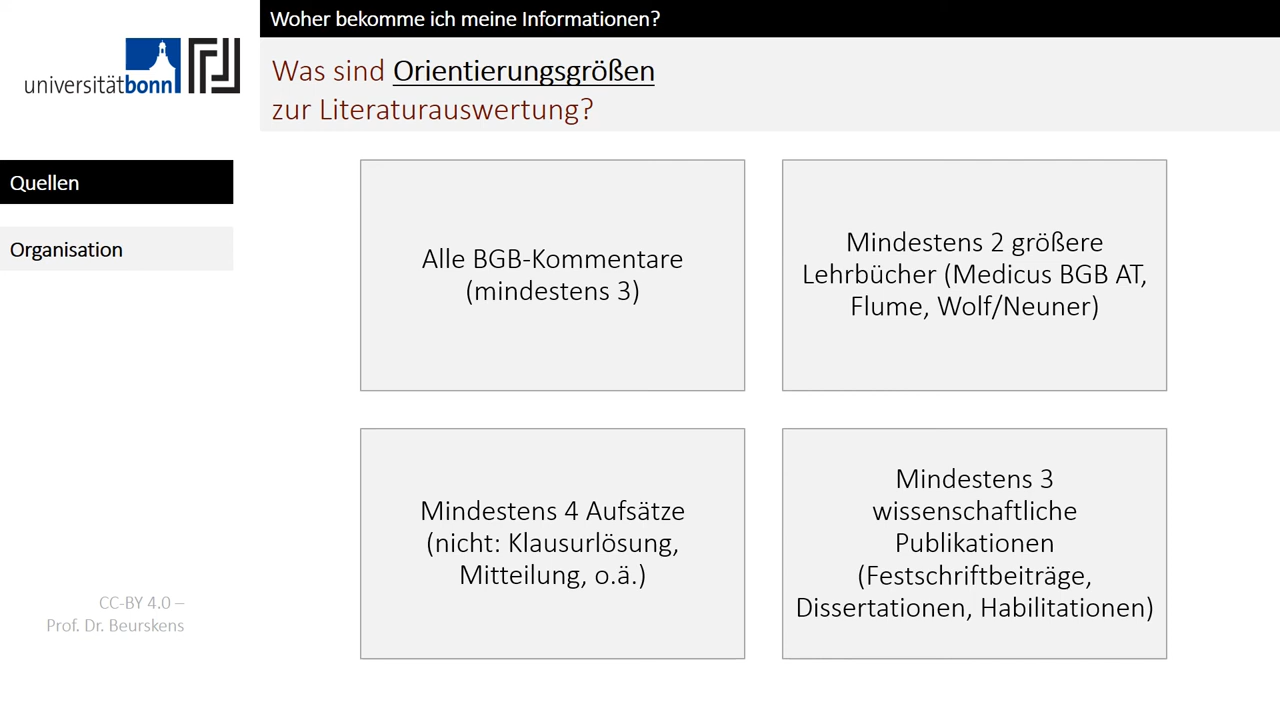 Woher bekomme ich meine Informationen?
universitätbonn
Was sind Orientierungsgrößen
zur Literaturauswertung?
Quellen
Organisation
Alle BGB-Kommentare
(mindestens 3)
Mindestens 2 größere
Lehrbücher (Medicus BGB AT,
Flume, Wolf/Neuner)
Mindestens 4 Aufsätze
(nicht: Klausurlösung,
Mitteilung, o.ä.)
Mindestens 3
wissenschaftliche
Publikationen
(Festschriftbeiträge,
Dissertationen, Habilitationen)
CC-BY 4.0 –
Prof. Dr. Beurskens